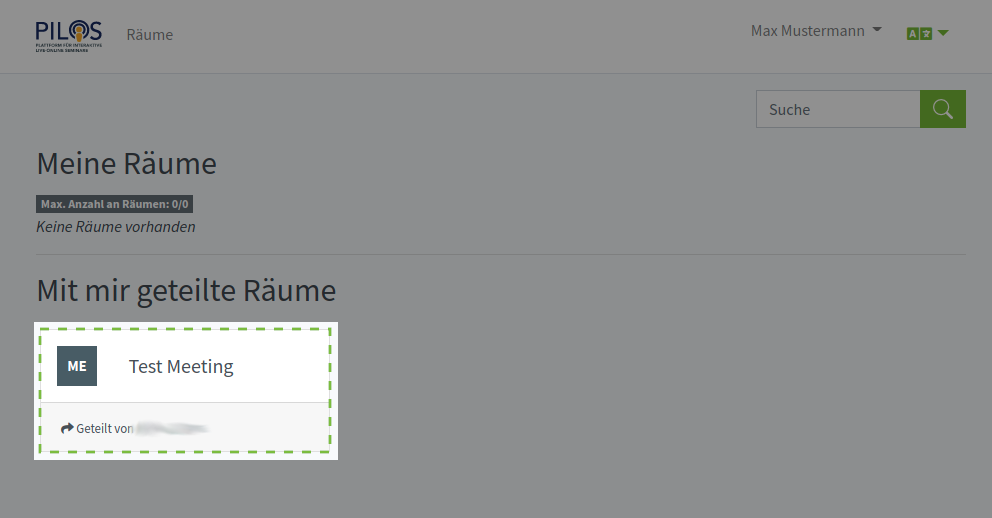 PILOS
PLATTFORM FÜR INTERAKTIVE
LIVE-ONLINE SEMINARE
Räume
Max Mustermann
A
Suche
Meine Räume
Max. Anzahl an Räumen: 0/0
Keine Räume vorhanden
Mit mir geteilte Räume
ME
Test Meeting
Geteilt von